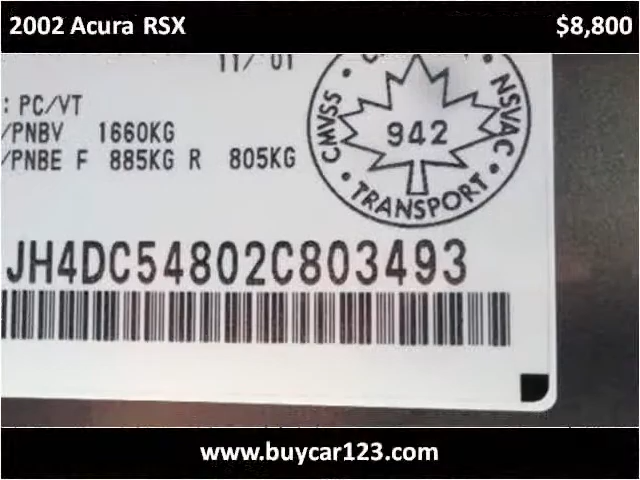 2002 Acura RSX $8,800
11/ 01
: PC/VT
/PNBV 1660KG
/PNBE F 885KG R 805KG
CMVSS
NSVAC
942
TRANSPORT
JH4DC54802C803493
www.buycar123.com